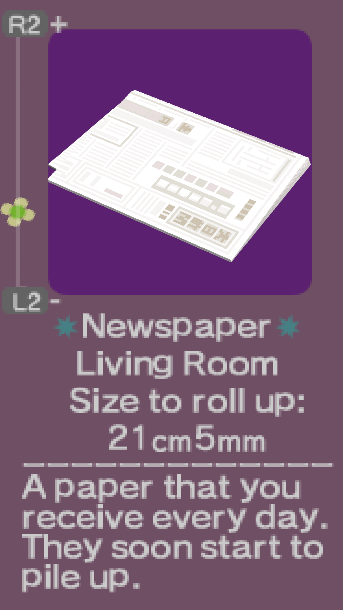 R2 +
Newspaper
Living Room
Size to roll up:
21cm5mm
A paper that you
receive every day.
They soon start to
pile up.
L2 -